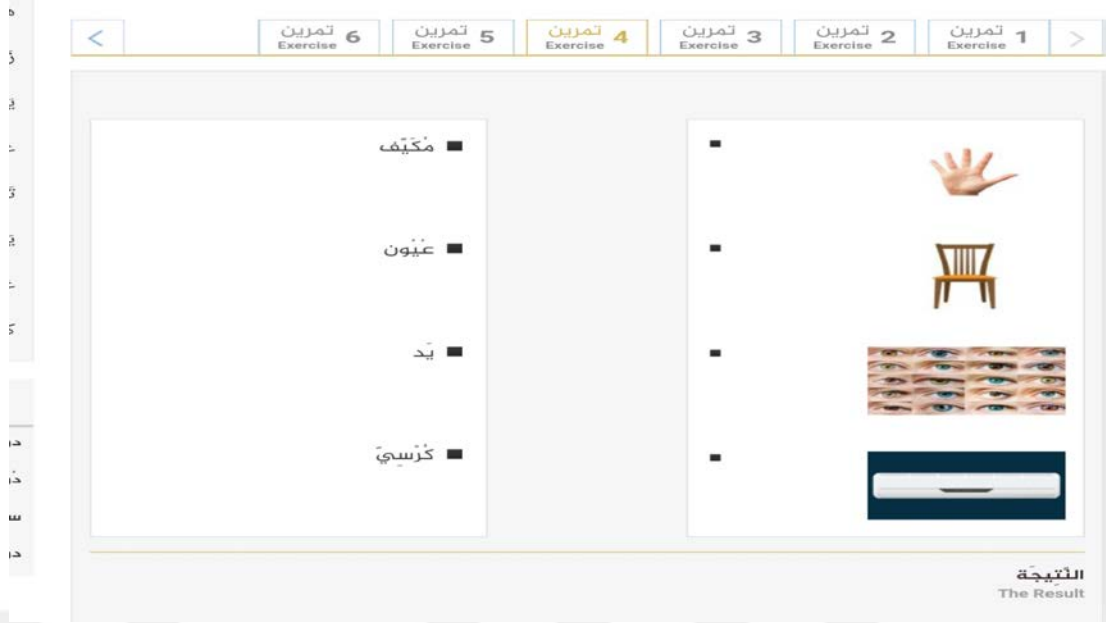 1 تمرين
Exercise
2 تمرين
Exercise
3 تمرين
Exercise
4 تمرين
Exercise
5 تمرين
Exercise
6 تمرين
Exercise
مُكَيِّف
عُيُون
يَد
كُرْسِيّ
النَّتِيجَة
The Result